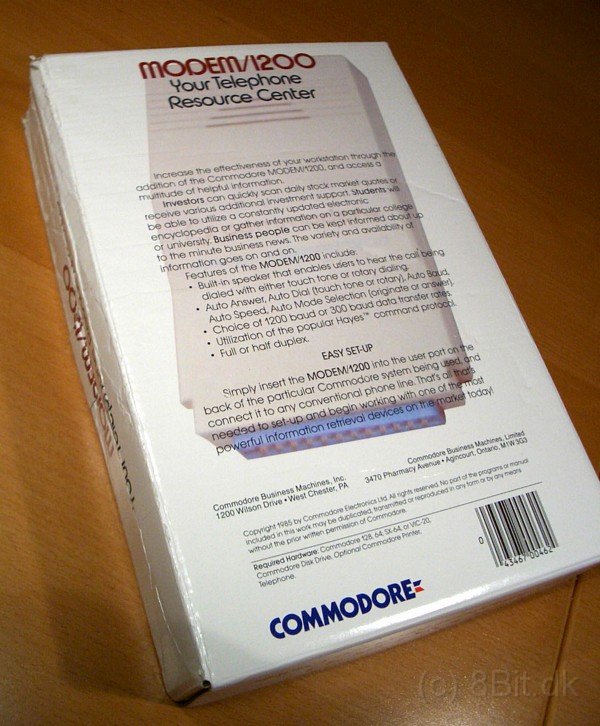 MODEM/1200
Your Telephone
Resource Center
Increase the effectiveness of your workstation through the
addition of the Commodore MODEM/1200, and access a
multitude of helpful information.
Investors can quickly scan daily stock market quotes or
receive various additional investment support. Students will
be able to utilize a constantly updated electronic
encyclopedia or gather information on a particular college
or university. Business people can be kept informed about up
to the minute business news. The variety and availability of
information goes on and on.
Features of the MODEM/1200 include:
• Built-in speaker that enables users to hear the call being
dialed with either touch tone or rotary dialing.
• Auto Answer, Auto Dial (touch tone or rotary), Auto Baud,
Auto Speed, Auto Mode Selection (originate or answer).
• Choice of 1200 baud or 300 baud data transfer rates.
• Utilization of the popular Hayes™ command protocol.
• Full or half duplex.
EASY SET-UP
Simply insert the MODEM/1200 into the user port on the
back of the particular Commodore system being used, and
connect it to any conventional phone line. That's all that's
needed to set-up and begin working with one of the most
powerful information retrieval devices on the market today!
Commodore Business Machines, Inc.
1200 Wilson Drive • West Chester, PA
Commodore Business Machines, Limited
3470 Pharmacy Avenue • Agincourt, Ontario, M1W 3G3
Copyright 1985 by Commodore Electronics Ltd. All rights reserved. No part of the programs or manual
included in this work may be duplicated, transmitted or reproduced in any form or by any means
without the prior written permission of Commodore.
Required Hardware: Commodore 128, 64, SX-64, or VIC-20,
Commodore Disk Drive, Optional Commodore Printer,
Telephone.
0 43467 00462
COMMODORE
(c) 8Bit.dk